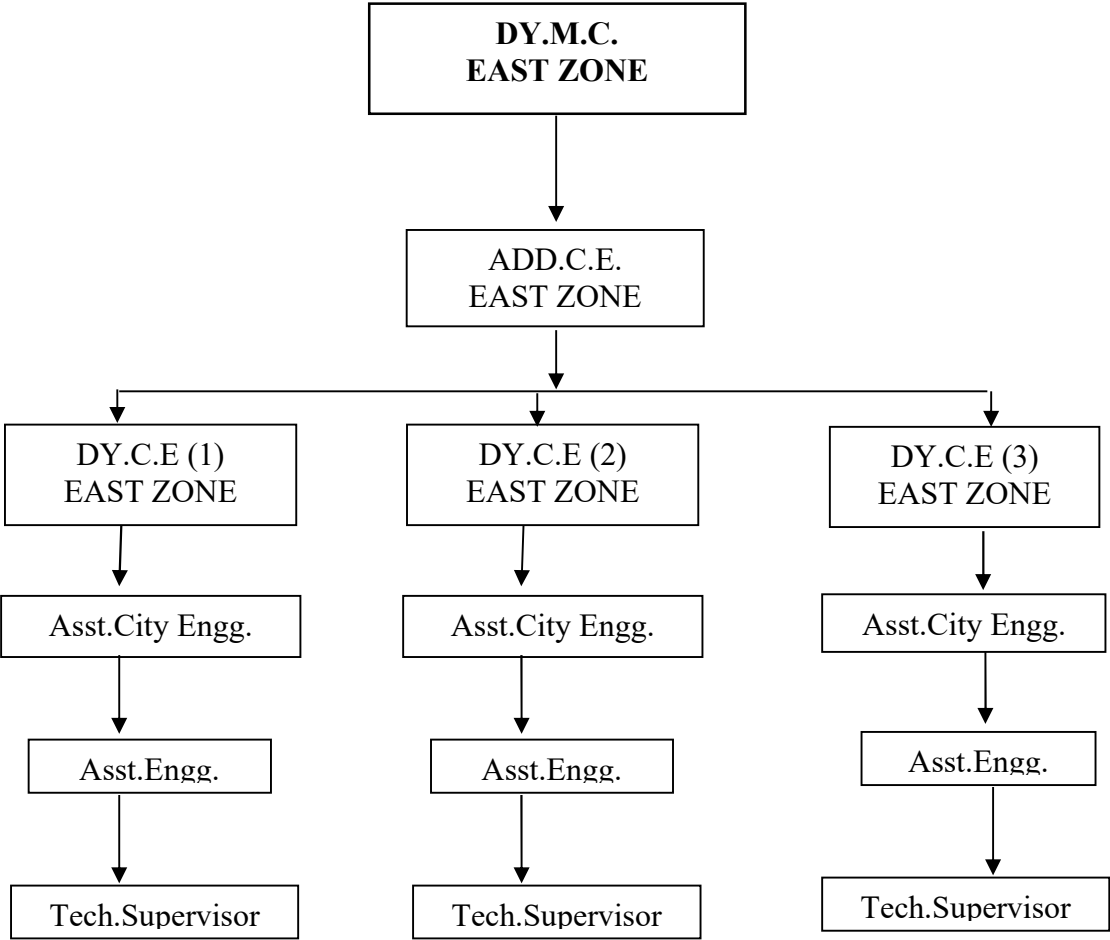 DY.M.C.
EAST ZONE
ADD.C.E.
EAST ZONE
DY.C.E (1)
EAST ZONE
DY.C.E (2)
EAST ZONE
DY.C.E (3)
EAST ZONE
Asst.City Engg.
Asst.City Engg.
Asst.City Engg.
Asst.Engg.
Asst.Engg.
Asst.Engg.
Tech.Supervisor
Tech.Supervisor
Tech.Supervisor